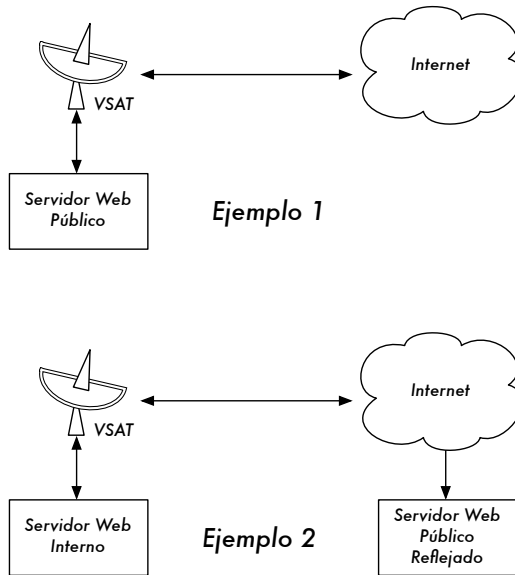 Internet
VSAT
Servidor Web
Público
Ejemplo 1
Internet
VSAT
Servidor Web
Interno
Ejemplo 2
Servidor Web
Público
Reflejado